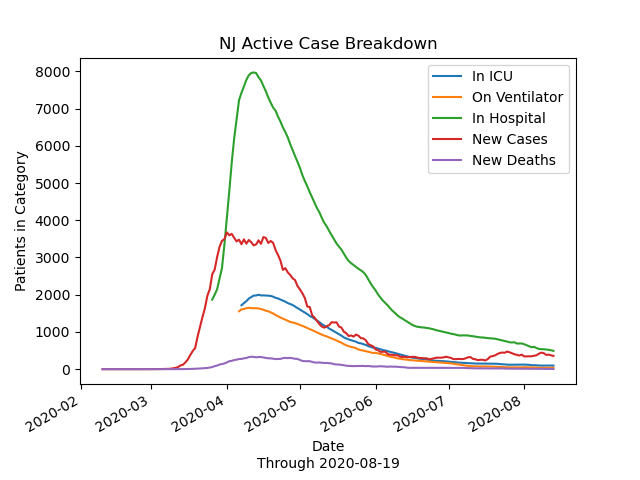 NJ Active Case Breakdown
Patients in Category
8000
7000
6000
5000
4000
3000
2000
1000
0
In ICU
On Ventilator
In Hospital
New Cases
New Deaths
2020-02
2020-03
2020-04
2020-05
2020-06
2020-07
2020-08
Date
Through 2020-08-19